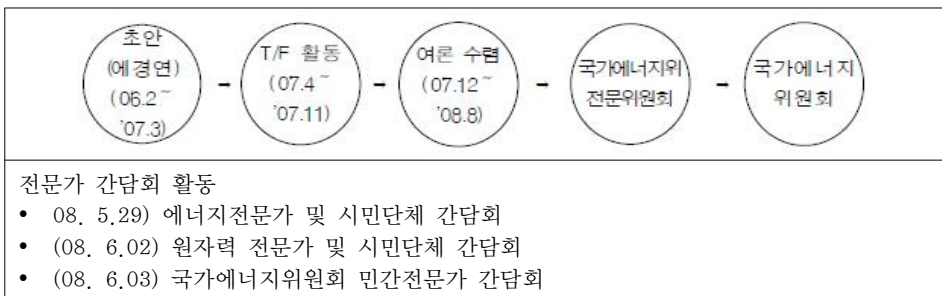 초안
(에경연)
(06.2~
'07.3)
→
T/F 활동
(07.4~
'07.11)
→
여론 수렴
(07.12~
'08.8)
→
국가에너지위
전문위원회
→
국가에너지
위원회
전문가 간담회 활동
• 08. 5.29) 에너지전문가 및 시민단체 간담회
• (08. 6.02) 원자력 전문가 및 시민단체 간담회
• (08. 6.03) 국가에너지위원회 민간전문가 간담회